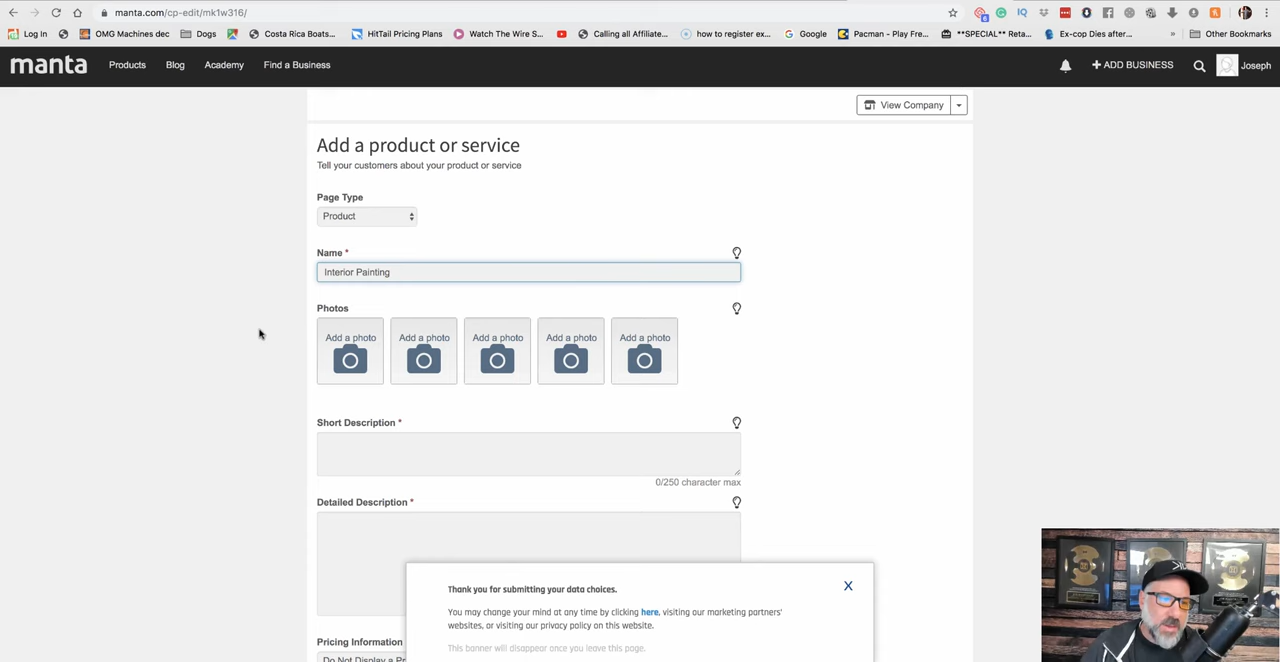 manta.com/cp-edit/mk1w316/
6
Log In
OMG Machines dec
Dogs
Costa Rica Boats...
HitTail Pricing Plans
Watch The Wire S...
Calling all Affiliate...
how to register ex...
Google
Pacman - Play Fre...
**SPECIAL** Reta...
Ex-cop Dies after...
»
Other Bookmarks
manta
Products
Blog
Academy
Find a Business
+ ADD BUSINESS
Joseph
View Company
Add a product or service
Tell your customers about your product or service
Page Type
Product
Name *
Interior Painting
Photos
Add a photo
Add a photo
Add a photo
Add a photo
Add a photo
Short Description *
0/250 character max
Detailed Description *
Thank you for submitting your data choices.
X
You may change your mind at any time by clicking here, visiting our marketing partners'
websites, or visiting our privacy policy on this website.
This banner will disappear once you leave this page.
Pricing Information
Do Not Display a Pr